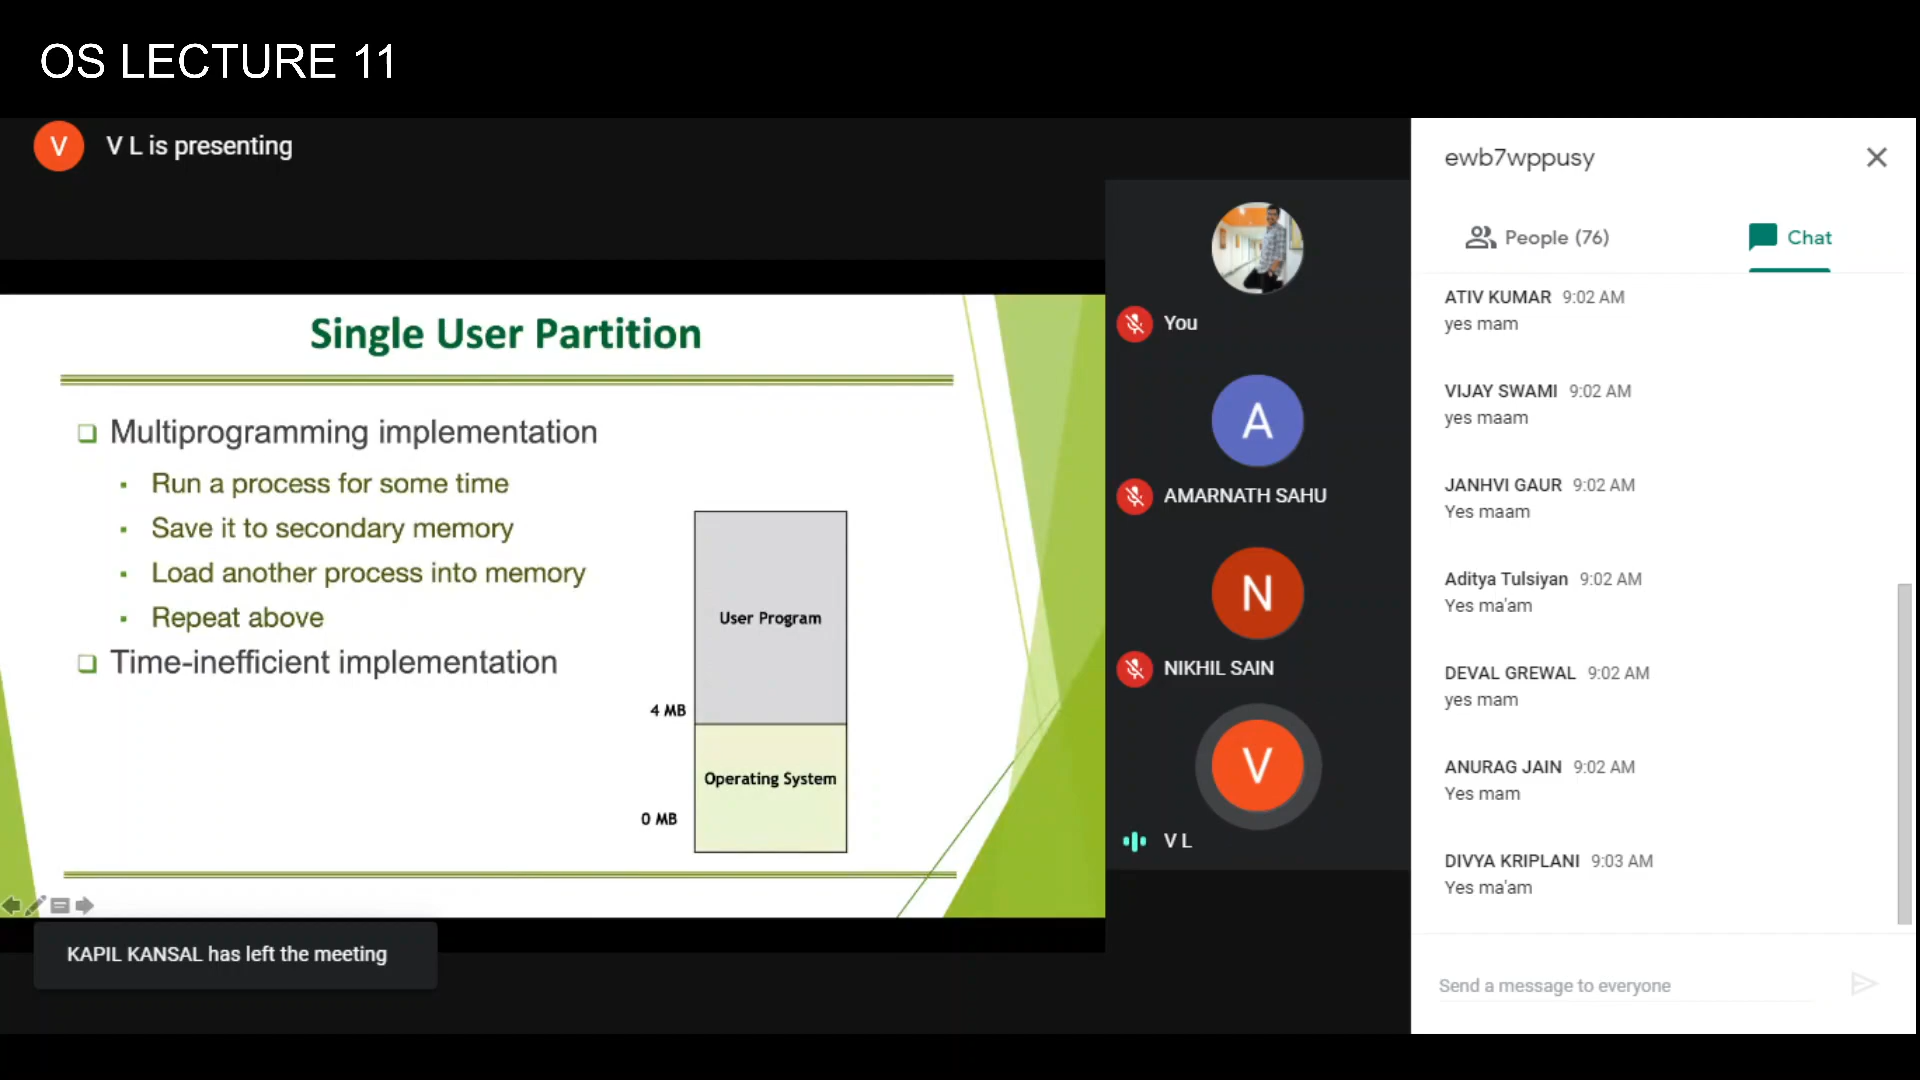 OS LECTURE 11
V
V L is presenting
Single User Partition
Multiprogramming implementation
Run a process for some time
Save it to secondary memory
Load another process into memory
Repeat above
Time-inefficient implementation
User Program
4 MB
Operating System
0 MB
KAPIL KANSAL has left the meeting
You
A
AMARNATH SAHU
N
NIKHIL SAIN
V
V L
ewb7wppusy
People (76)
Chat
ATIV KUMAR 9:02 AM
yes mam
VIJAY SWAMI 9:02 AM
yes maam
JANHVI GAUR 9:02 AM
Yes maam
Aditya Tulsiyan 9:02 AM
Yes ma'am
DEVAL GREWAL 9:02 AM
yes mam
ANURAG JAIN 9:02 AM
Yes mam
DIVYA KRIPLANI 9:03 AM
Yes ma'am
Send a message to everyone